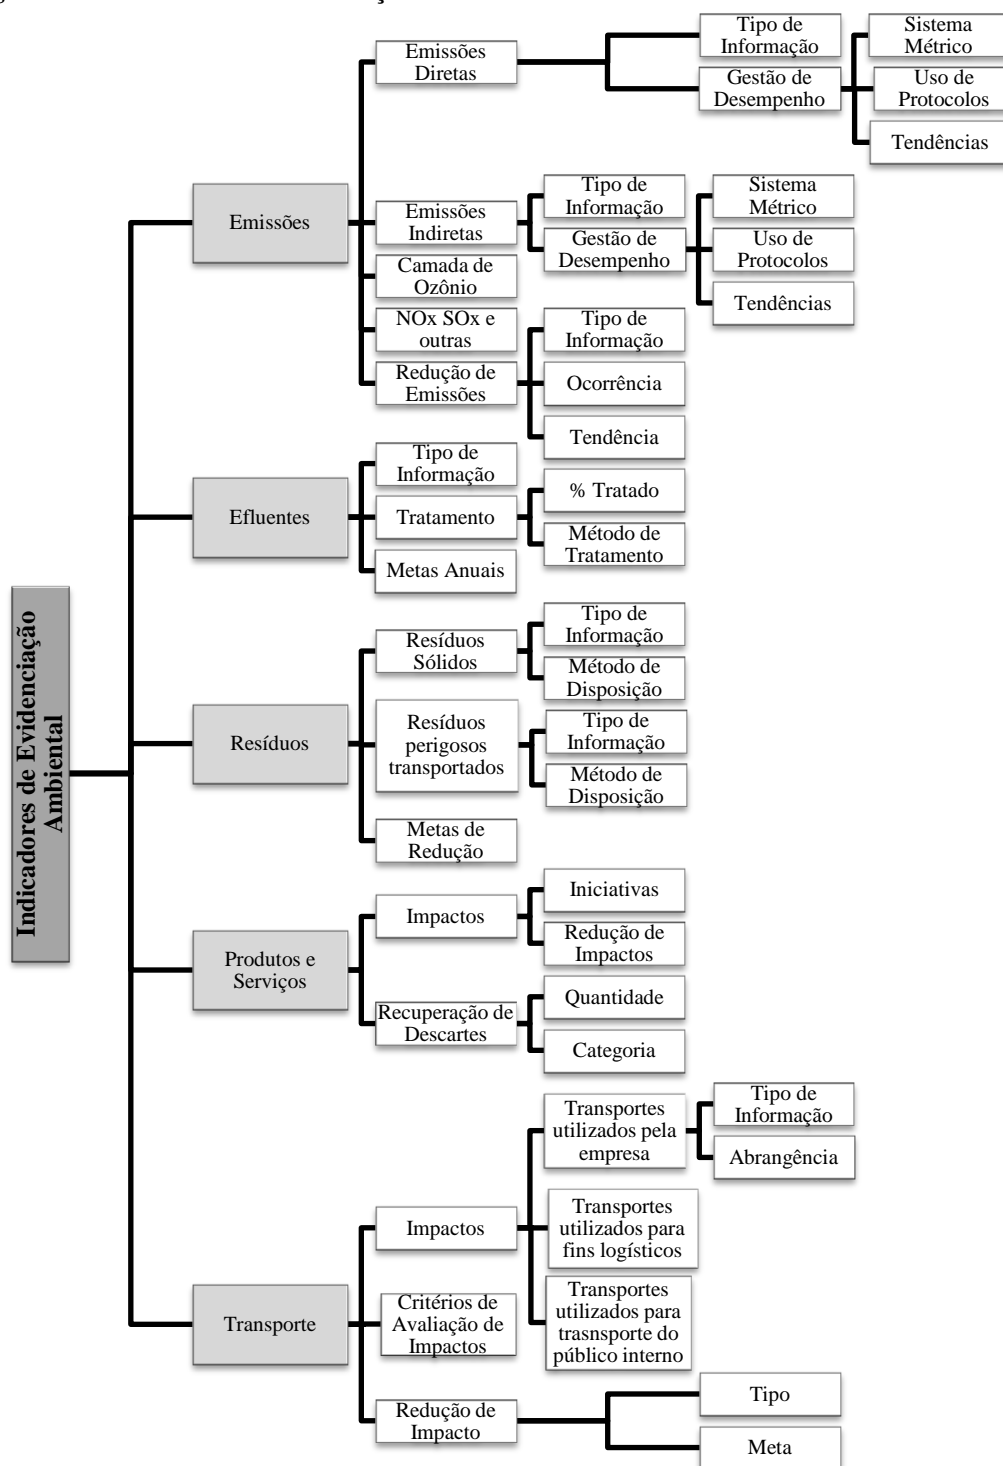 Indicadores de Evidenciação
Ambiental
Emissões
Emissões
Diretas
Tipo de
Informação
Gestão de
Desempenho
Sistema
Métrico
Uso de
Protocolos
Tendências
Emissões
Indiretas
Tipo de
Informação
Gestão de
Desempenho
Sistema
Métrico
Uso de
Protocolos
Tendências
Camada de
Ozônio
NOx SOx e
outras
Redução de
Emissões
Tipo de
Informação
Ocorrência
Tendência
Efluentes
Tipo de
Informação
Tratamento
% Tratado
Método de
Tratamento
Metas Anuais
Resíduos
Resíduos
Sólidos
Tipo de
Informação
Método de
Disposição
Resíduos
perigosos
transportados
Tipo de
Informação
Método de
Disposição
Metas de
Redução
Produtos e
Serviços
Impactos
Iniciativas
Redução de
Impactos
Recuperação de
Descartes
Quantidade
Categoria
Transporte
Impactos
Transportes
utilizados pela
empresa
Tipo de
Informação
Abrangência
Transportes
utilizados para
fins logísticos
Transportes
utilizados para
trasnsporte do
público interno
Critérios de
Avaliação de
Impactos
Redução de
Impacto
Tipo
Meta